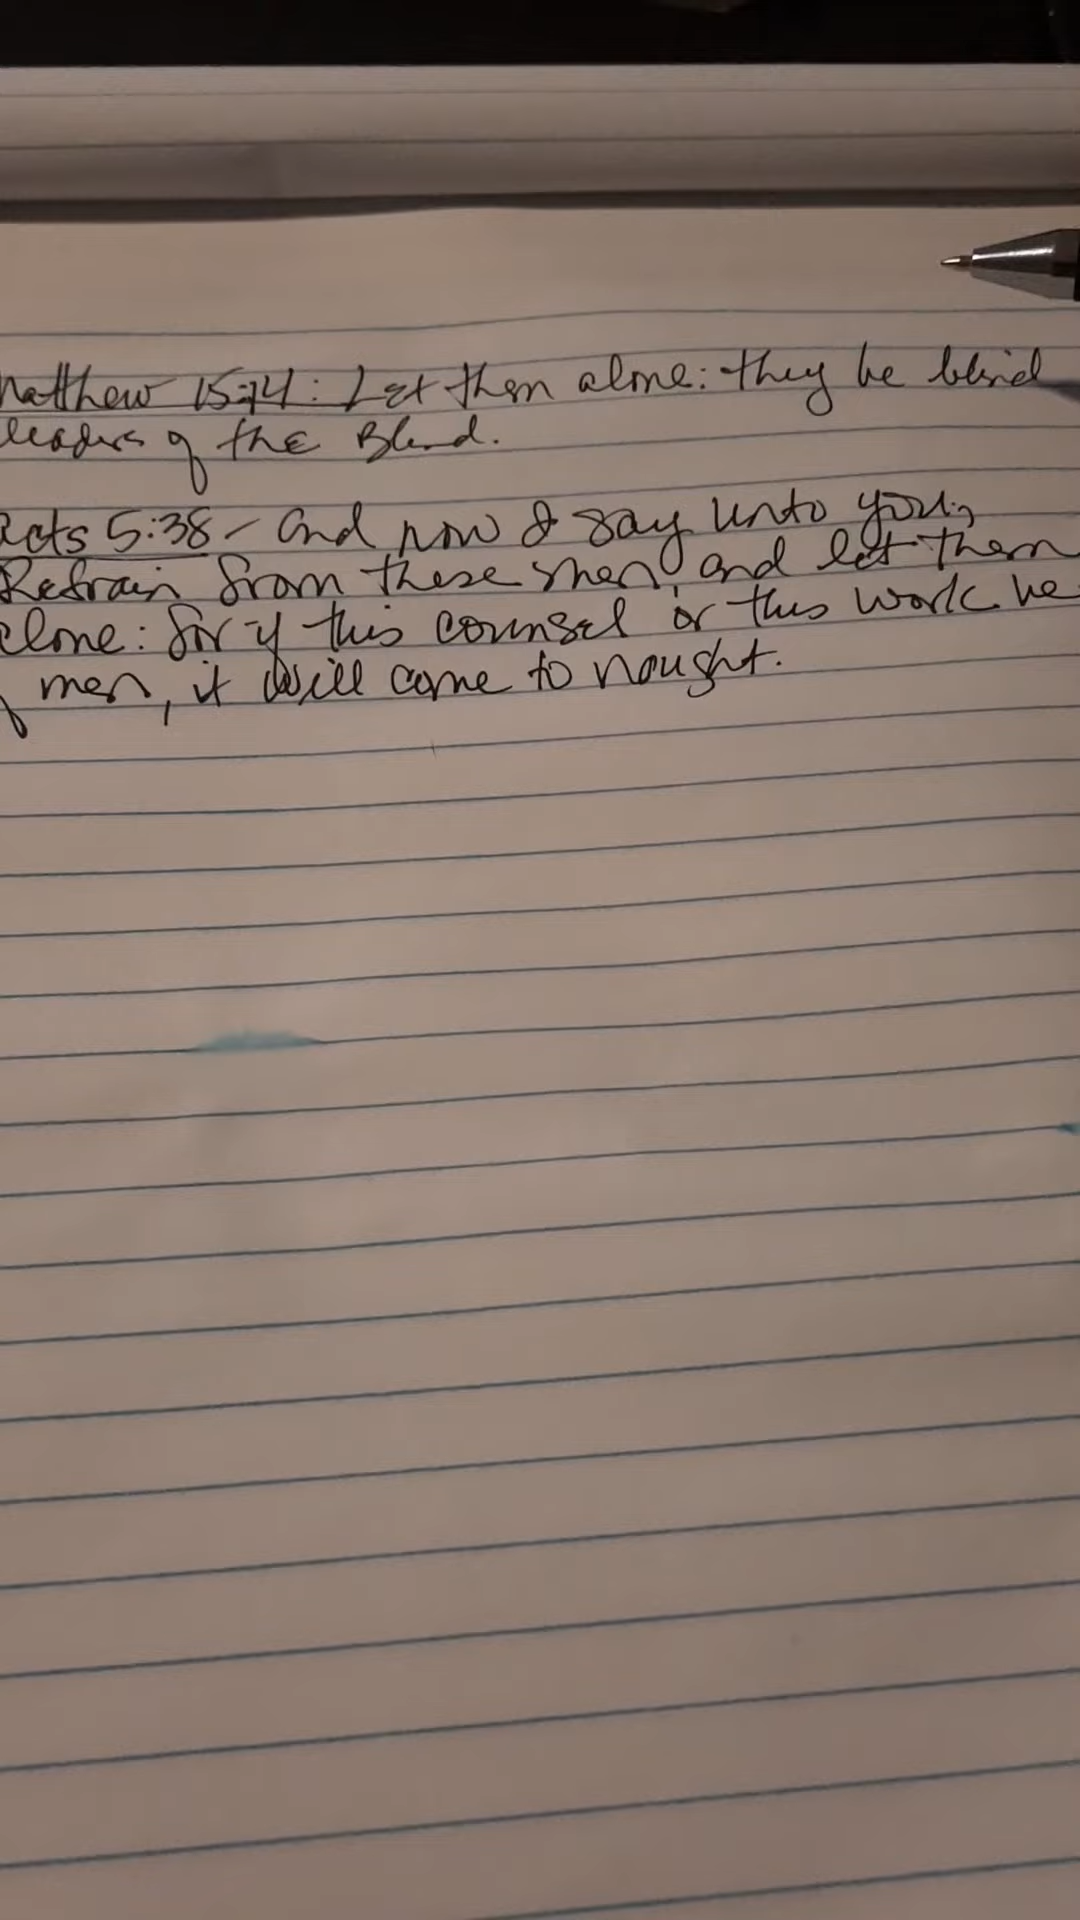 Matthew 15:14: Let them alone: they be blind
leaders of the Blind.
Acts 5:38 - And now I say unto you,
Refrain from these men, and let them
alone: for if this counsel or this work be
of men, it will come to nought.